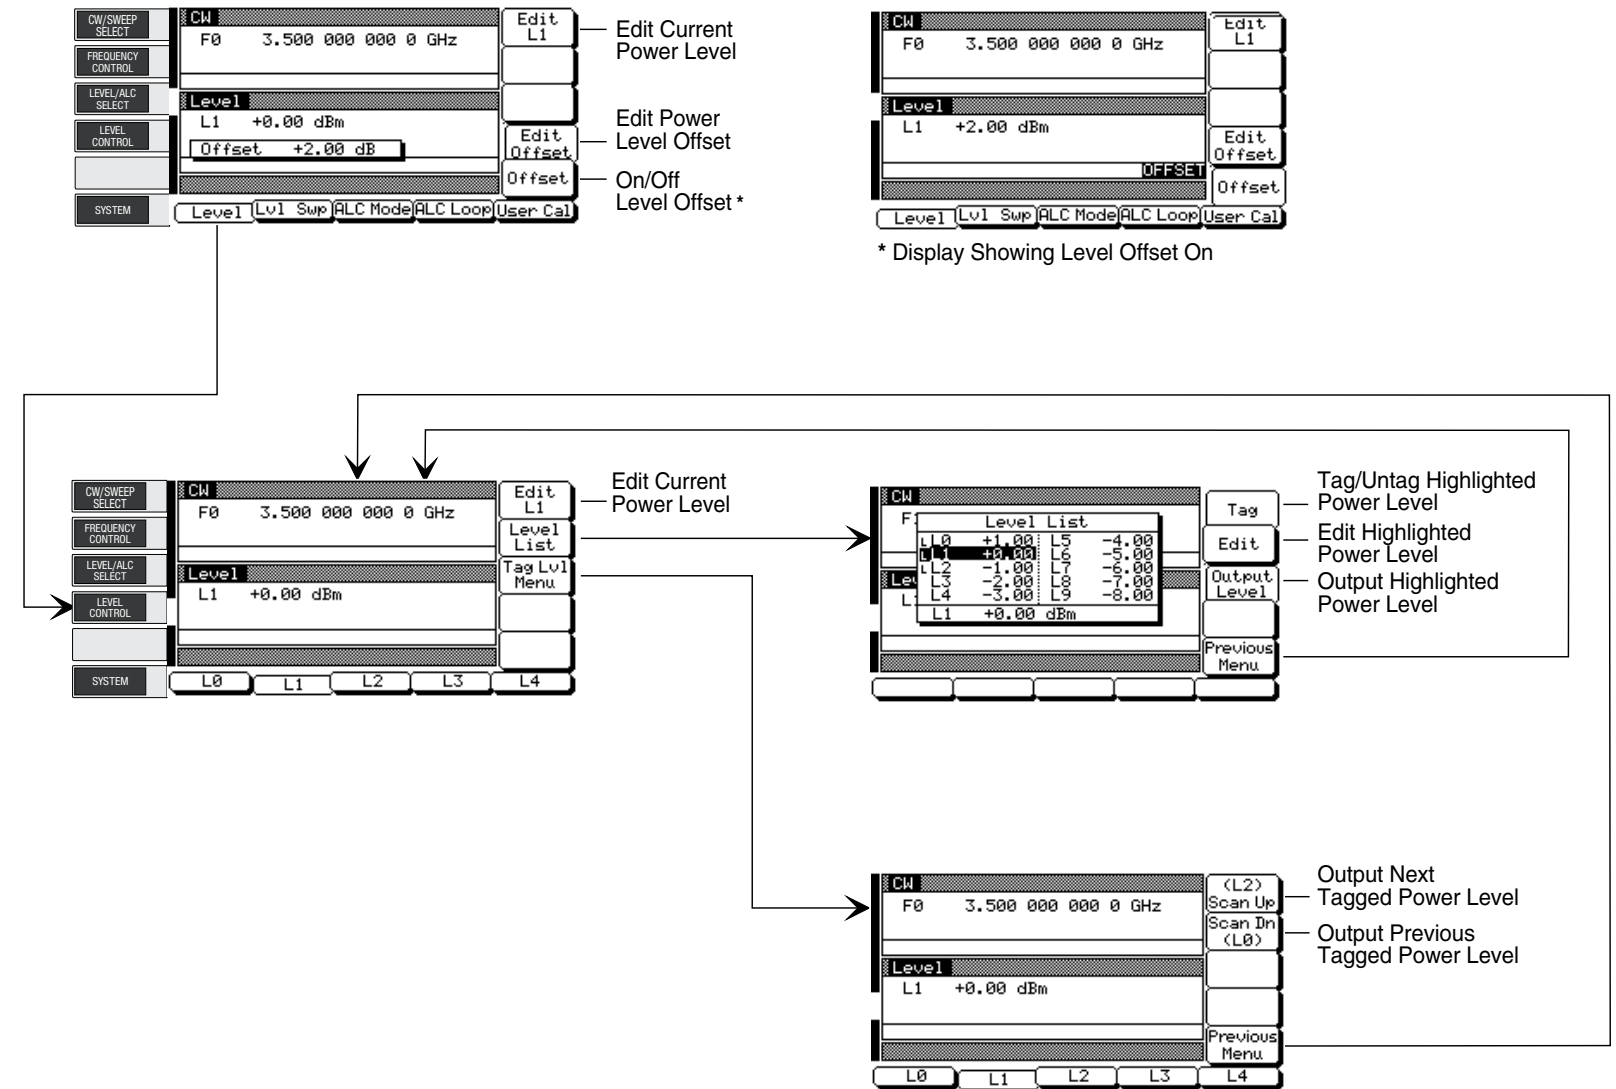 CW/SWEEP
SELECT
FREQUENCY
CONTROL
LEVEL/ALC
SELECT
LEVEL
CONTROL
SYSTEM
CW
F0 3.500 000 000 0 GHz
Level
L1 +0.00 dBm
Offset +2.00 dB
Edit
L1
Edit
Offset
Offset
Level Lvl Swp ALC Mode ALC Loop User Cal
Edit Current
Power Level
Edit Power
Level Offset
On/Off
Level Offset *
CW
F0 3.500 000 000 0 GHz
Level
L1 +2.00 dBm
OFFSET
Edit
L1
Edit
Offset
Offset
Level Lvl Swp ALC Mode ALC Loop User Cal
* Display Showing Level Offset On
CW/SWEEP
SELECT
FREQUENCY
CONTROL
LEVEL/ALC
SELECT
LEVEL
CONTROL
SYSTEM
CW
F0 3.500 000 000 0 GHz
Level
L1 +0.00 dBm
Edit
L1
Level
List
Tag Lvl
Menu
L0 L1 L2 L3 L4
Edit Current
Power Level
CW
F
Level List
L0 +1.00 L5 -4.00
L1 +0.00 L6 -5.00
L2 -1.00 L7 -6.00
L3 -2.00 L8 -7.00
L4 -3.00 L9 -8.00
L1 +0.00 dBm
Lev
L
Tag
Edit
Output
Level
Previous
Menu
Tag/Untag Highlighted
Power Level
Edit Highlighted
Power Level
Output Highlighted
Power Level
CW
F0 3.500 000 000 0 GHz
Level
L1 +0.00 dBm
(L2)
Scan Up
Scan Dn
(L0)
Previous
Menu
L0 L1 L2 L3 L4
Output Next
Tagged Power Level
Output Previous
Tagged Power Level